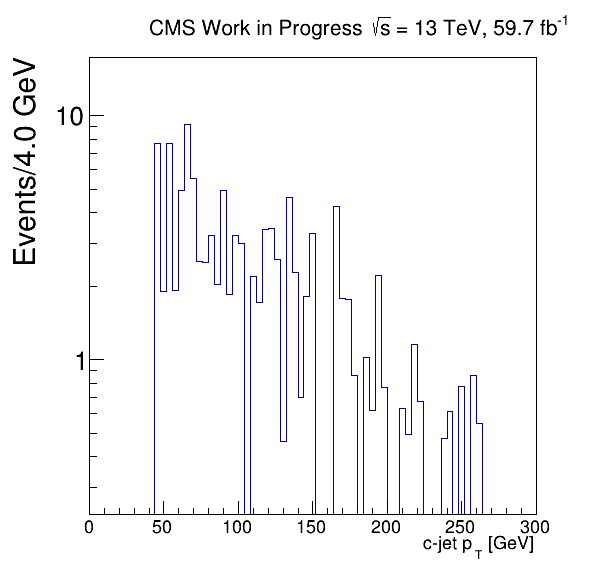 CMS Work in Progress √s = 13 TeV, 59.7 fb⁻¹
Events/4.0 GeV
10
1
0 50 100 150 200 250 300
c-jet p_T [GeV]